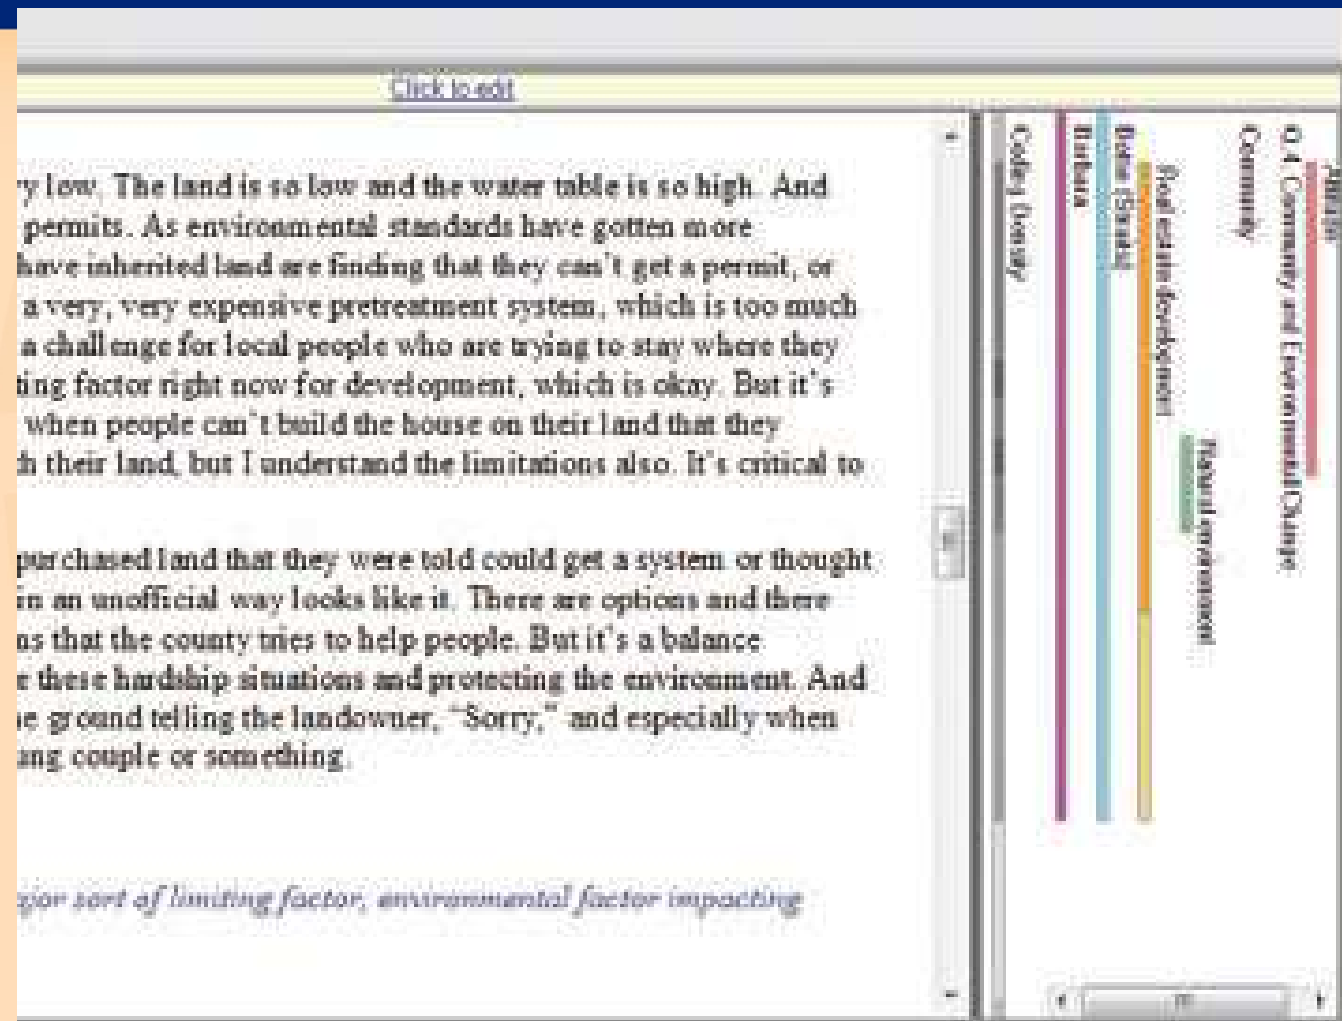 Click to edit
y low. The land is so low and the water table is so high. And
permits. As environmental standards have gotten more
have inherited land are finding that they can't get a permit, or
a very, very expensive pretreatment system, which is too much
a challenge for local people who are trying to stay where they
ting factor right now for development, which is okay. But it's
when people can't build the house on their land that they
h their land, but I understand the limitations also. It's critical to
purchased land that they were told could get a system or thought
in an unofficial way looks like it. There are options and there
ns that the county tries to help people. But it's a balance
e these hardship situations and protecting the environment. And
e ground telling the landowner, "Sorry," and especially when
ung couple or something.
jor sort of limiting factor, environmental factor impacting
Coding Density
Barbara
Real estate development
Natural environment
Community
Q.4. Community and Environmental Change